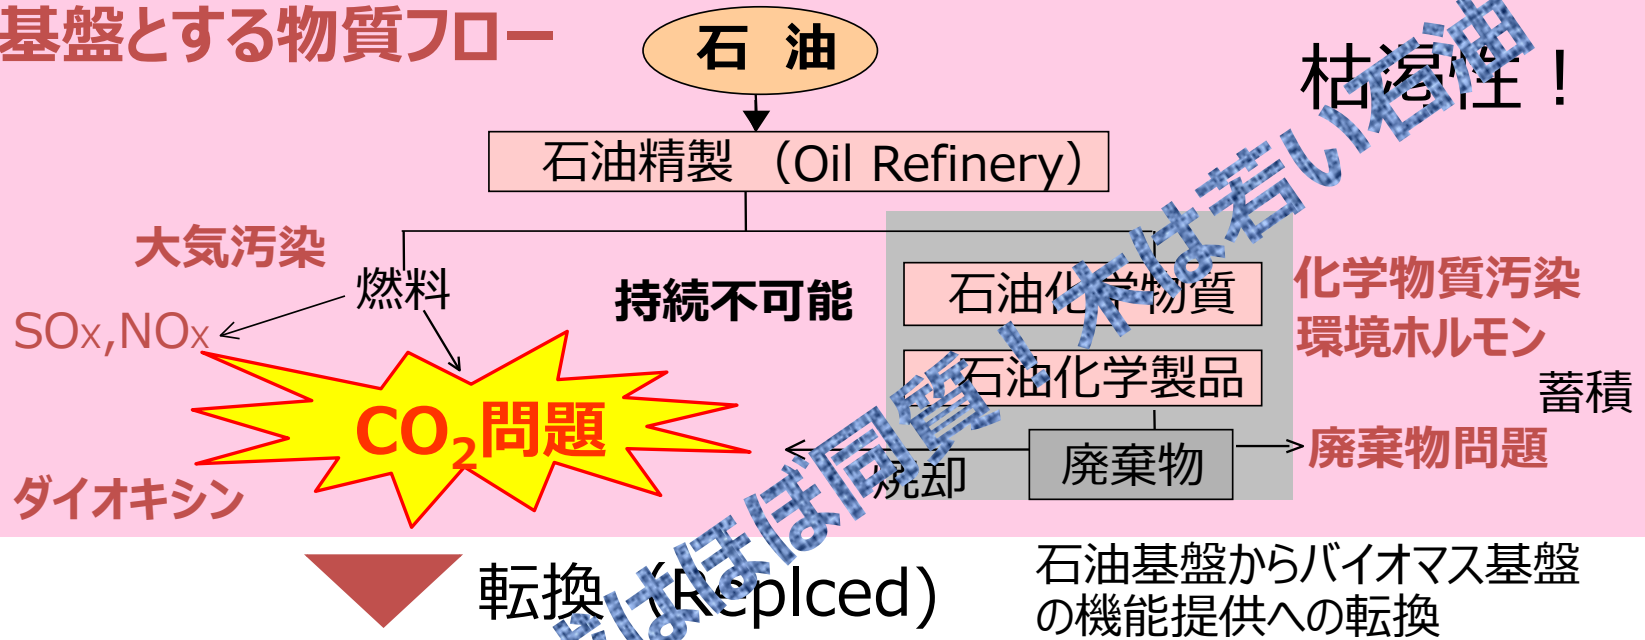 基盤とする物質フロー
石 油
枯渇性！
石油精製 （Oil Refinery）
大気汚染
燃料
持続不可能
石油化学物質
化学物質汚染
環境ホルモン
SOx,NOx
石油化学製品
蓄積
CO2問題
廃棄物
廃棄物問題
焼却
ダイオキシン
はほぼ同質！木は若い石油
転換 （Replced)
石油基盤からバイオマス基盤
の機能提供への転換